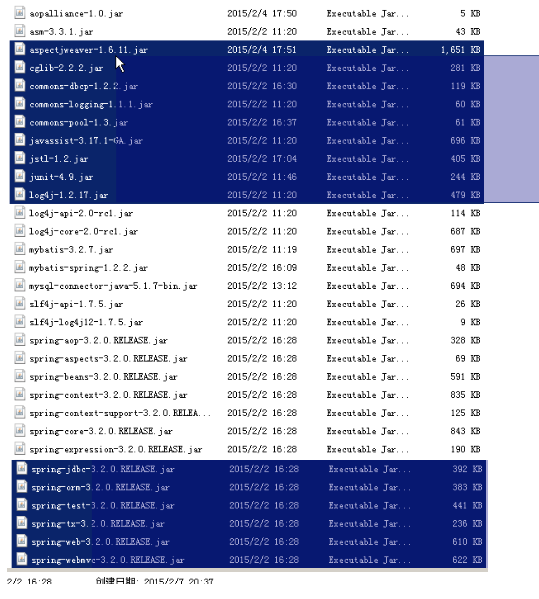 aopalliance-1.0.jar 2015/2/4 17:50 Executable Jar... 5 KB
asm-3.3.1.jar 2015/2/2 11:20 Executable Jar... 43 KB
aspectjweaver-1.6.11.jar 2015/2/4 17:51 Executable Jar... 1,651 KB
cglib-2.2.2.jar 2015/2/2 11:20 Executable Jar... 281 KB
commons-dbcp-1.2.2.jar 2015/2/2 16:30 Executable Jar... 119 KB
commons-logging-1.1.1.jar 2015/2/2 11:20 Executable Jar... 60 KB
commons-pool-1.3.jar 2015/2/2 16:37 Executable Jar... 61 KB
javassist-3.17.1-GA.jar 2015/2/2 11:20 Executable Jar... 696 KB
jstl-1.2.jar 2015/2/2 17:04 Executable Jar... 405 KB
junit-4.9.jar 2015/2/2 11:46 Executable Jar... 244 KB
log4j-1.2.17.jar 2015/2/2 11:20 Executable Jar... 479 KB
log4j-api-2.0-rc1.jar 2015/2/2 11:20 Executable Jar... 114 KB
log4j-core-2.0-rc1.jar 2015/2/2 11:20 Executable Jar... 687 KB
mybatis-3.2.7.jar 2015/2/2 11:19 Executable Jar... 697 KB
mybatis-spring-1.2.2.jar 2015/2/2 16:09 Executable Jar... 48 KB
mysql-connector-java-5.1.7-bin.jar 2015/2/2 13:12 Executable Jar... 694 KB
slf4j-api-1.7.5.jar 2015/2/2 11:20 Executable Jar... 26 KB
slf4j-log4j12-1.7.5.jar 2015/2/2 11:20 Executable Jar... 9 KB
spring-aop-3.2.0.RELEASE.jar 2015/2/2 16:28 Executable Jar... 328 KB
spring-aspects-3.2.0.RELEASE.jar 2015/2/2 16:28 Executable Jar... 69 KB
spring-beans-3.2.0.RELEASE.jar 2015/2/2 16:28 Executable Jar... 591 KB
spring-context-3.2.0.RELEASE.jar 2015/2/2 16:28 Executable Jar... 835 KB
spring-context-support-3.2.0.RELEA... 2015/2/2 16:28 Executable Jar... 125 KB
spring-core-3.2.0.RELEASE.jar 2015/2/2 16:28 Executable Jar... 843 KB
spring-expression-3.2.0.RELEASE.jar 2015/2/2 16:28 Executable Jar... 190 KB
spring-jdbc-3.2.0.RELEASE.jar 2015/2/2 16:28 Executable Jar... 392 KB
spring-orm-3.2.0.RELEASE.jar 2015/2/2 16:28 Executable Jar... 383 KB
spring-test-3.2.0.RELEASE.jar 2015/2/2 16:28 Executable Jar... 441 KB
spring-tx-3.2.0.RELEASE.jar 2015/2/2 16:28 Executable Jar... 236 KB
spring-web-3.2.0.RELEASE.jar 2015/2/2 16:28 Executable Jar... 610 KB
spring-webmvc-3.2.0.RELEASE.jar 2015/2/2 16:28 Executable Jar... 622 KB
2/2 16:28 创建日期: 2015/2/7 20:37